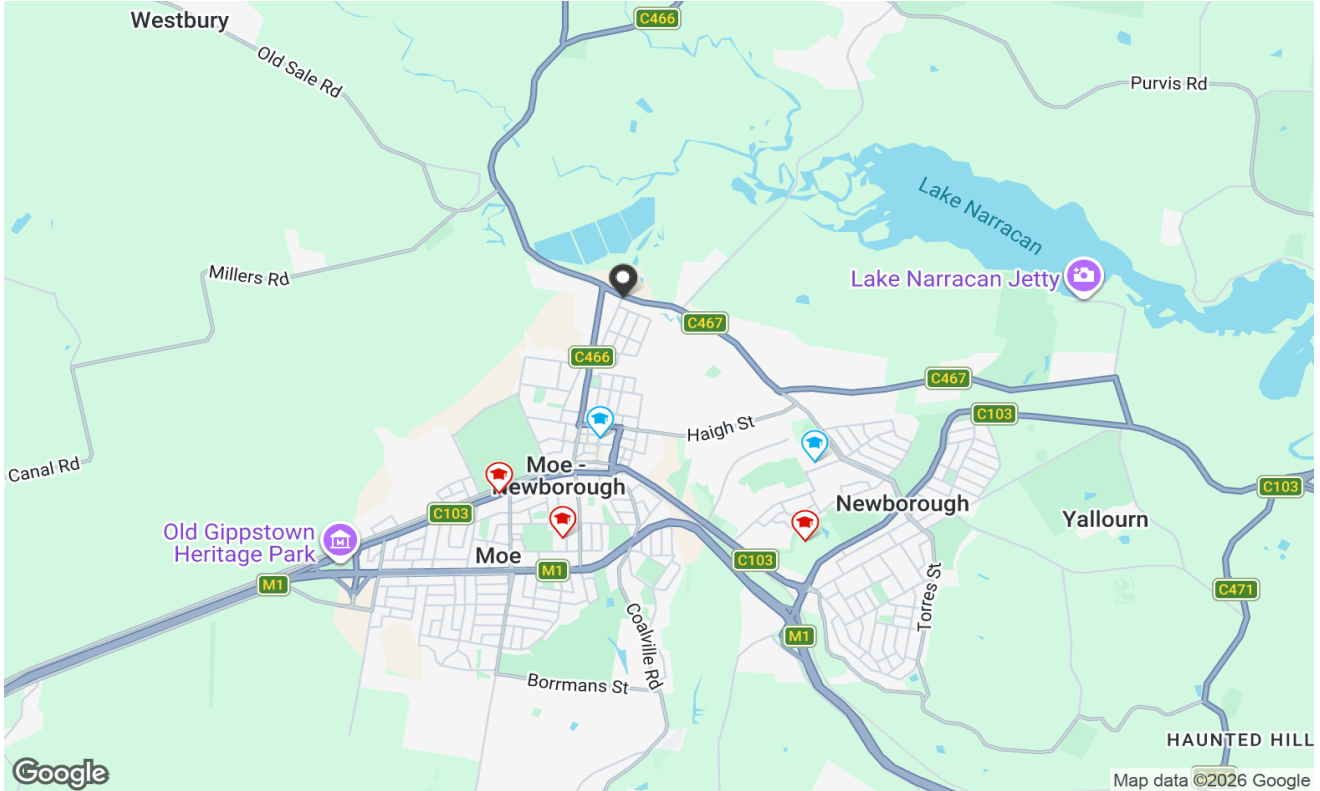 Westbury
C466
Old Sale Rd
Purvis Rd
Lake Narracan
Millers Rd
Lake Narracan Jetty
C467
C466
C467
C103
Haigh St
Canal Rd
Moe -
Newborough
C103
C103
Newborough
Old Gippstown
Heritage Park
Yallourn
Moe
M1
C103
M1
C471
Torres St
Coalville Rd
M1
Borrmans St
HAUNTED HILL
Google
Map data ©2026 Google